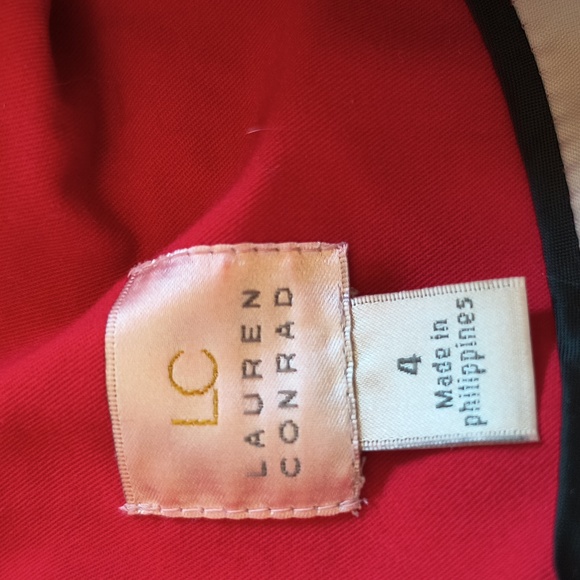 LC
LAUREN
CONRAD
4
Made in
philippines